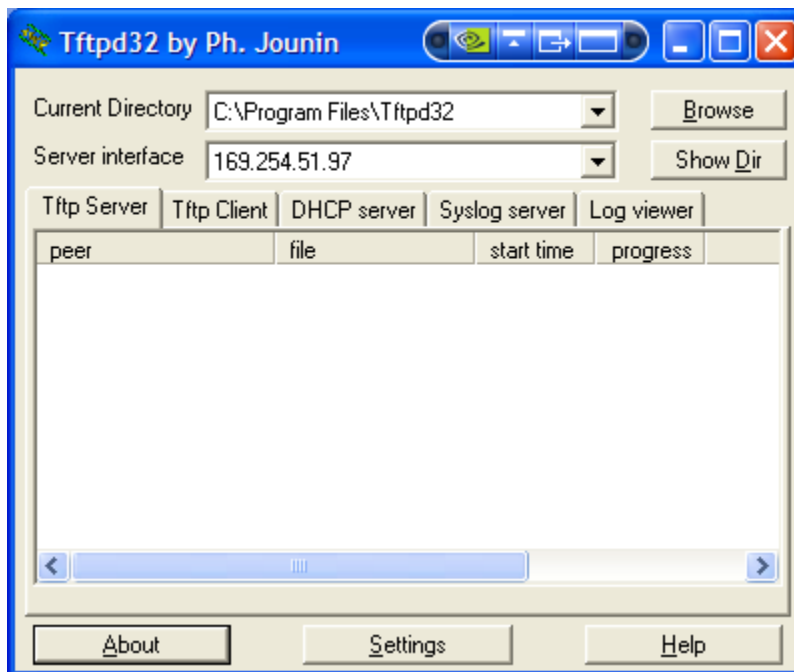 Tftpd32 by Ph. Jounin
Current Directory C:\Program Files\Tftpd32 Browse
Server interface 169.254.51.97 Show Dir
Tftp Server Tftp Client DHCP server Syslog server Log viewer
peer file start time progress
About Settings Help